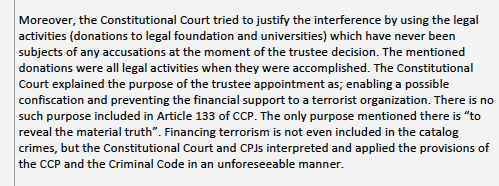 Moreover, the Constitutional Court tried to justify the interference by using the legal
activities (donations to legal foundation and universities) which have never been
subjects of any accusations at the moment of the trustee decision. The mentioned
donations were all legal activities when they were accomplished. The Constitutional
Court explained the purpose of the trustee appointment as; enabling a possible
confiscation and preventing the financial support to a terrorist organization. There is no
such purpose included in Article 133 of CCP. The only purpose mentioned there is “to
reveal the material truth”. Financing terrorism is not even included in the catalog
crimes, but the Constitutional Court and CPJs interpreted and applied the provisions of
the CCP and the Criminal Code in an unforeseeable manner.